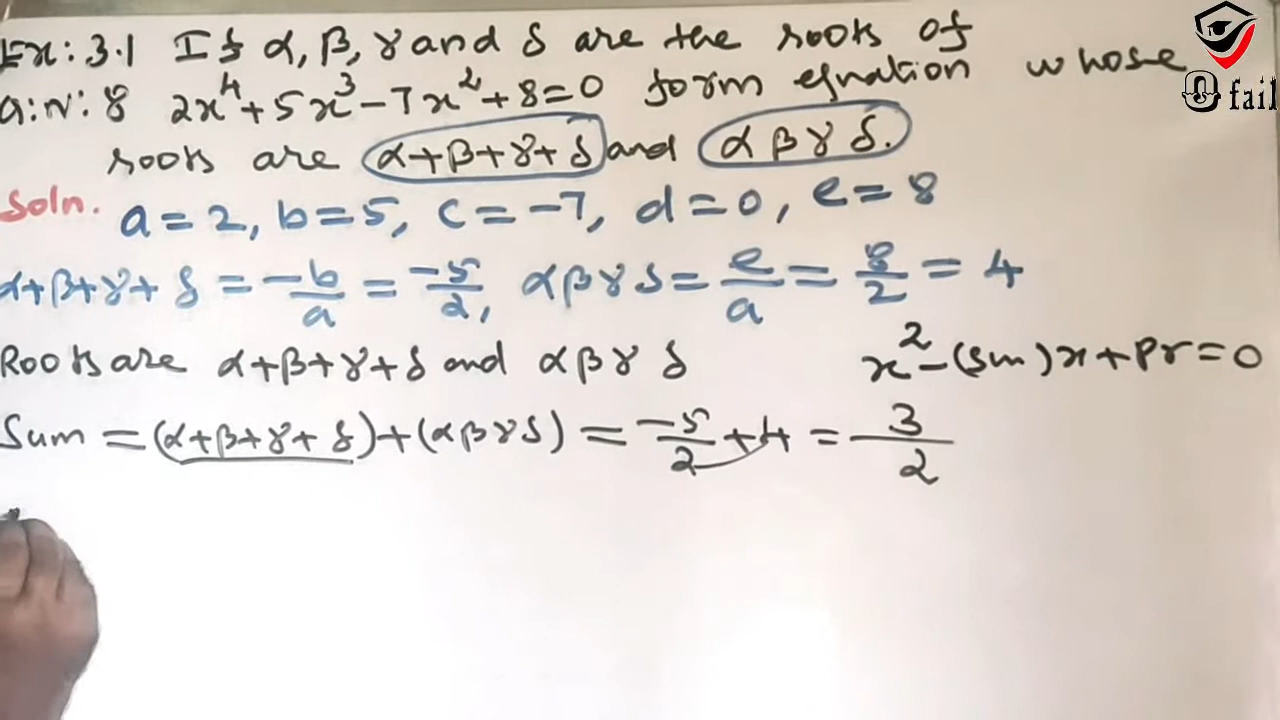 Ex: 3.1 If α, β, γ and δ are the roots of
Q:N: 8 2x⁴+5x³-7x²+8=0 form equation whose
roots are α+β+γ+δ and αβγδ.
0 fail
Soln. a=2, b=5, c=-7, d=0, e=8
α+β+γ+δ = -b/a = -5/2, αβγδ = e/a = 8/2 = 4
Roots are α+β+γ+δ and αβγδ x²-(Sm)x+Pr=0
Sum = (α+β+γ+δ)+(αβγδ) = -5/2+4 = 3/2